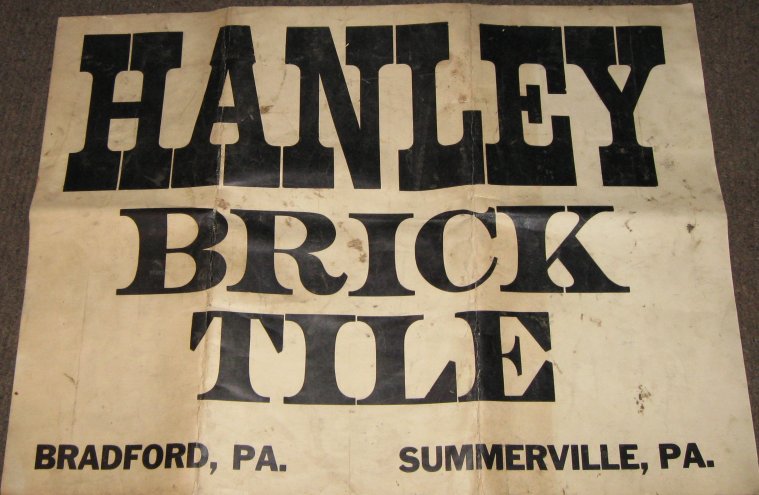 HANLEY
BRICK
TILE
BRADFORD, PA. SUMMERVILLE, PA.